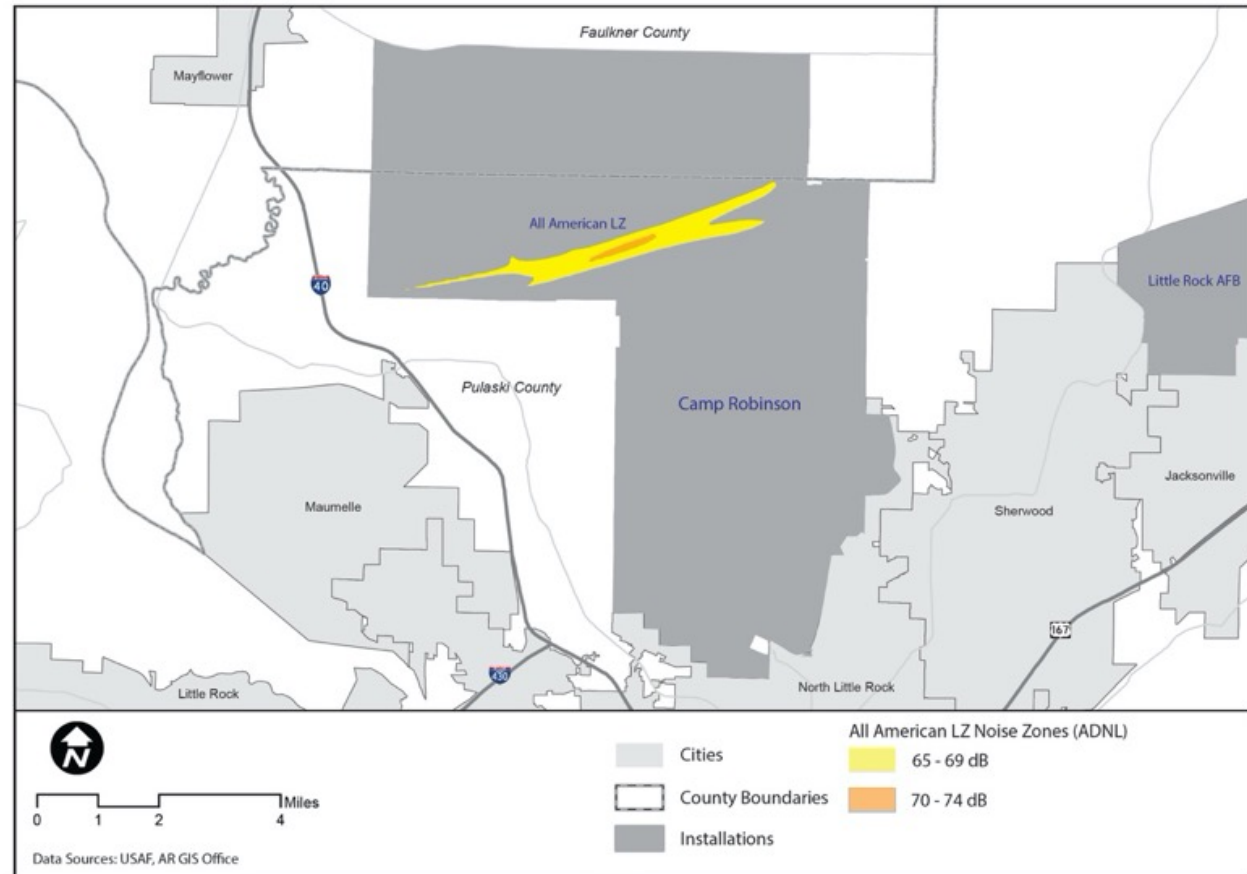 Faulkner County
Mayflower
All American LZ
40
Little Rock AFB
Pulaski County
Camp Robinson
Maumelle
Jacksonville
Sherwood
167
430
Little Rock
North Little Rock
N
Miles
0 1 2 4
Data Sources: USAF, AR GIS Office
Cities
County Boundaries
Installations
All American LZ Noise Zones (ADNL)
65 - 69 dB
70 - 74 dB